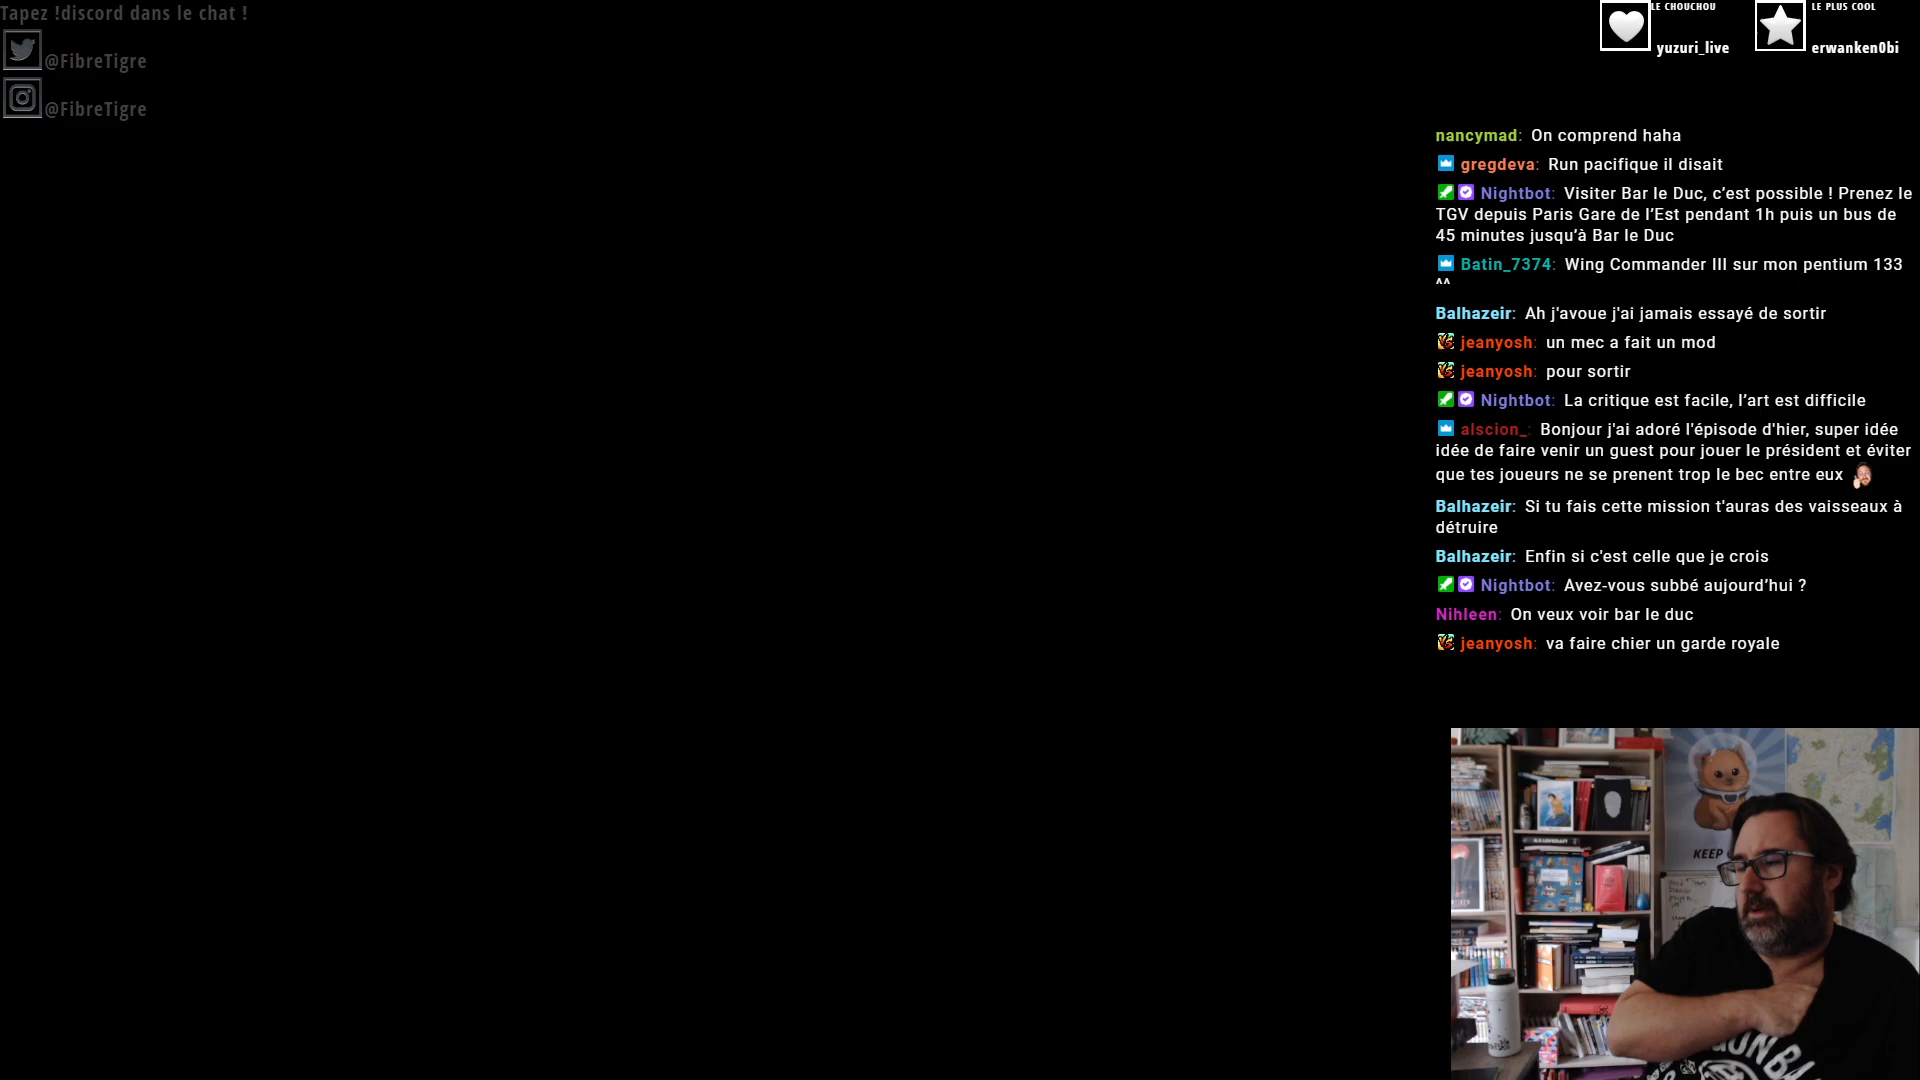 Tapez !discord dans le chat !
@FibreTigre
@FibreTigre
LE CHOUCHOU
yuzuri_live
LE PLUS COOL
erwanken0bi
nancymad: On comprend haha
gregdeva: Run pacifique il disait
Nightbot: Visiter Bar le Duc, c’est possible ! Prenez le
TGV depuis Paris Gare de l’Est pendant 1h puis un bus de
45 minutes jusqu’à Bar le Duc
Batin_7374: Wing Commander III sur mon pentium 133
^^
Balhazeir: Ah j'avoue j'ai jamais essayé de sortir
jeanyosh: un mec a fait un mod
jeanyosh: pour sortir
Nightbot: La critique est facile, l’art est difficile
alscion_: Bonjour j'ai adoré l'épisode d'hier, super idée
idée de faire venir un guest pour jouer le président et éviter
que tes joueurs ne se prenent trop le bec entre eux
Balhazeir: Si tu fais cette mission t'auras des vaisseaux à
détruire
Balhazeir: Enfin si c'est celle que je crois
Nightbot: Avez-vous subbé aujourd’hui ?
Nihleen: On veux voir bar le duc
jeanyosh: va faire chier un garde royale
KEEP